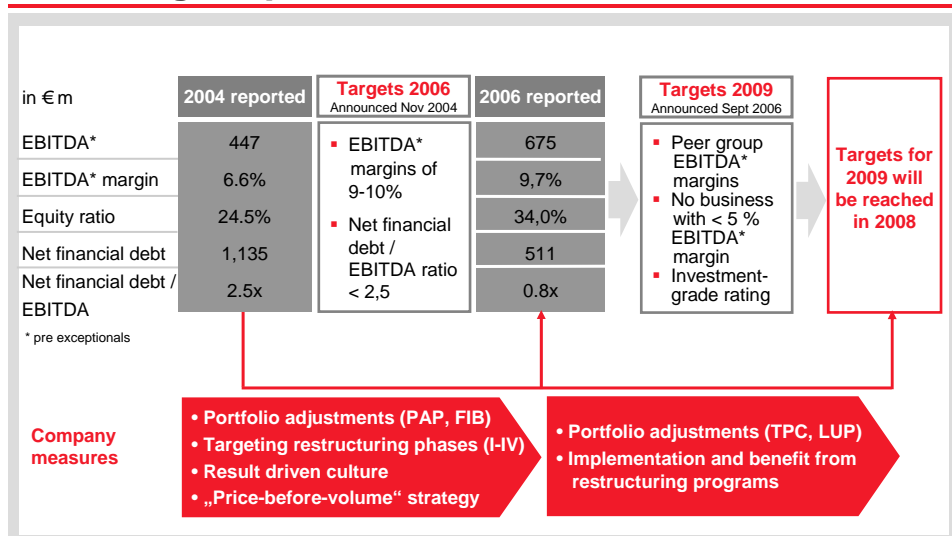 in € m
2004 reported
Targets 2006
Announced Nov 2004
2006 reported
Targets 2009
Announced Sept 2006
EBITDA*
447
675
EBITDA* margin
6.6%
9,7%
Equity ratio
24.5%
34,0%
Net financial debt
1,135
511
Net financial debt /
EBITDA
2.5x
0.8x
* pre exceptionals
▪ EBITDA*
margins of
9-10%
▪ Net financial
debt /
EBITDA ratio
< 2,5
▪ Peer group
EBITDA*
margins
▪ No business
with < 5 %
EBITDA*
margin
▪ Investment-
grade rating
Targets for
2009 will
be reached
in 2008
Company
measures
• Portfolio adjustments (PAP, FIB)
• Targeting restructuring phases (I-IV)
• Result driven culture
• „Price-before-volume“ strategy
• Portfolio adjustments (TPC, LUP)
• Implementation and benefit from
restructuring programs